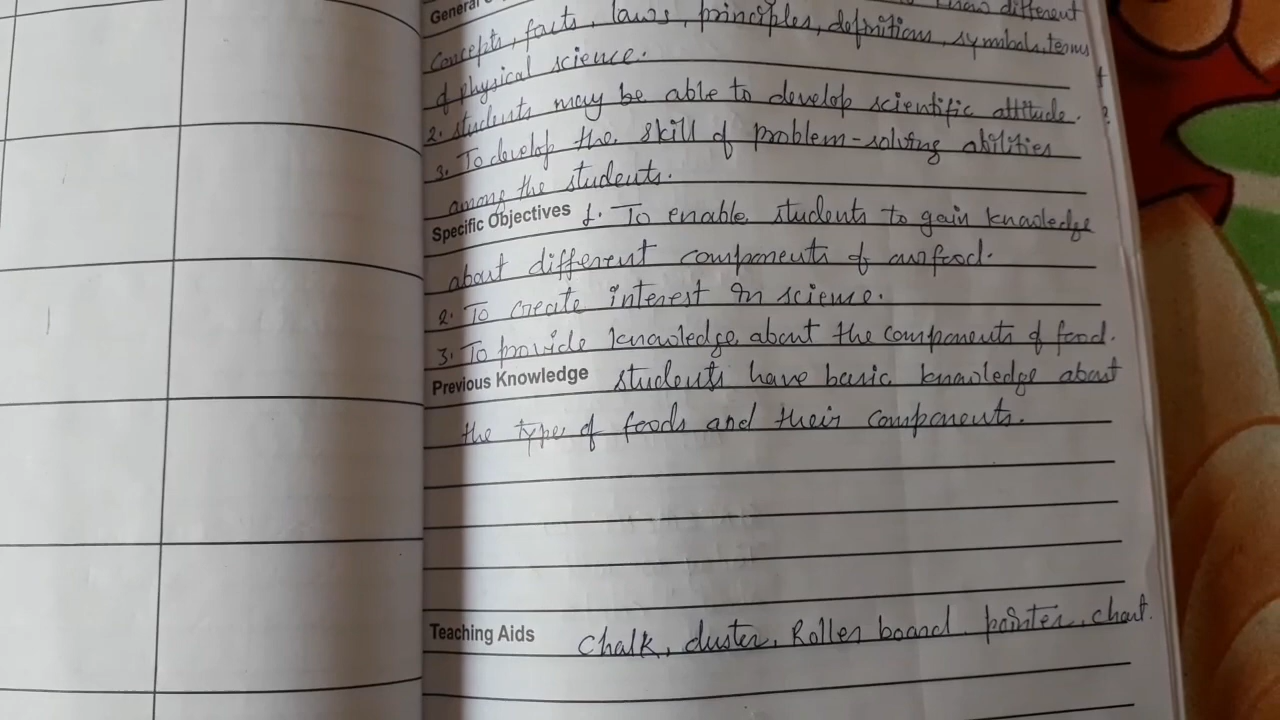 General
different
concepts, facts, laws, principles, definitions, symbols, terms
of physical science.
2. students may be able to develop scientific attitude.
3. To develop the skill of problem-solving abilities
among the students.
Specific Objectives 1. To enable students to gain knowledge
about different components of our food.
2. To create interest in science.
3. To provide knowledge about the components of food.
Previous Knowledge students have basic knowledge about
the types of foods and their components.
Teaching Aids Chalk, duster, Roller board, pointer, chart.